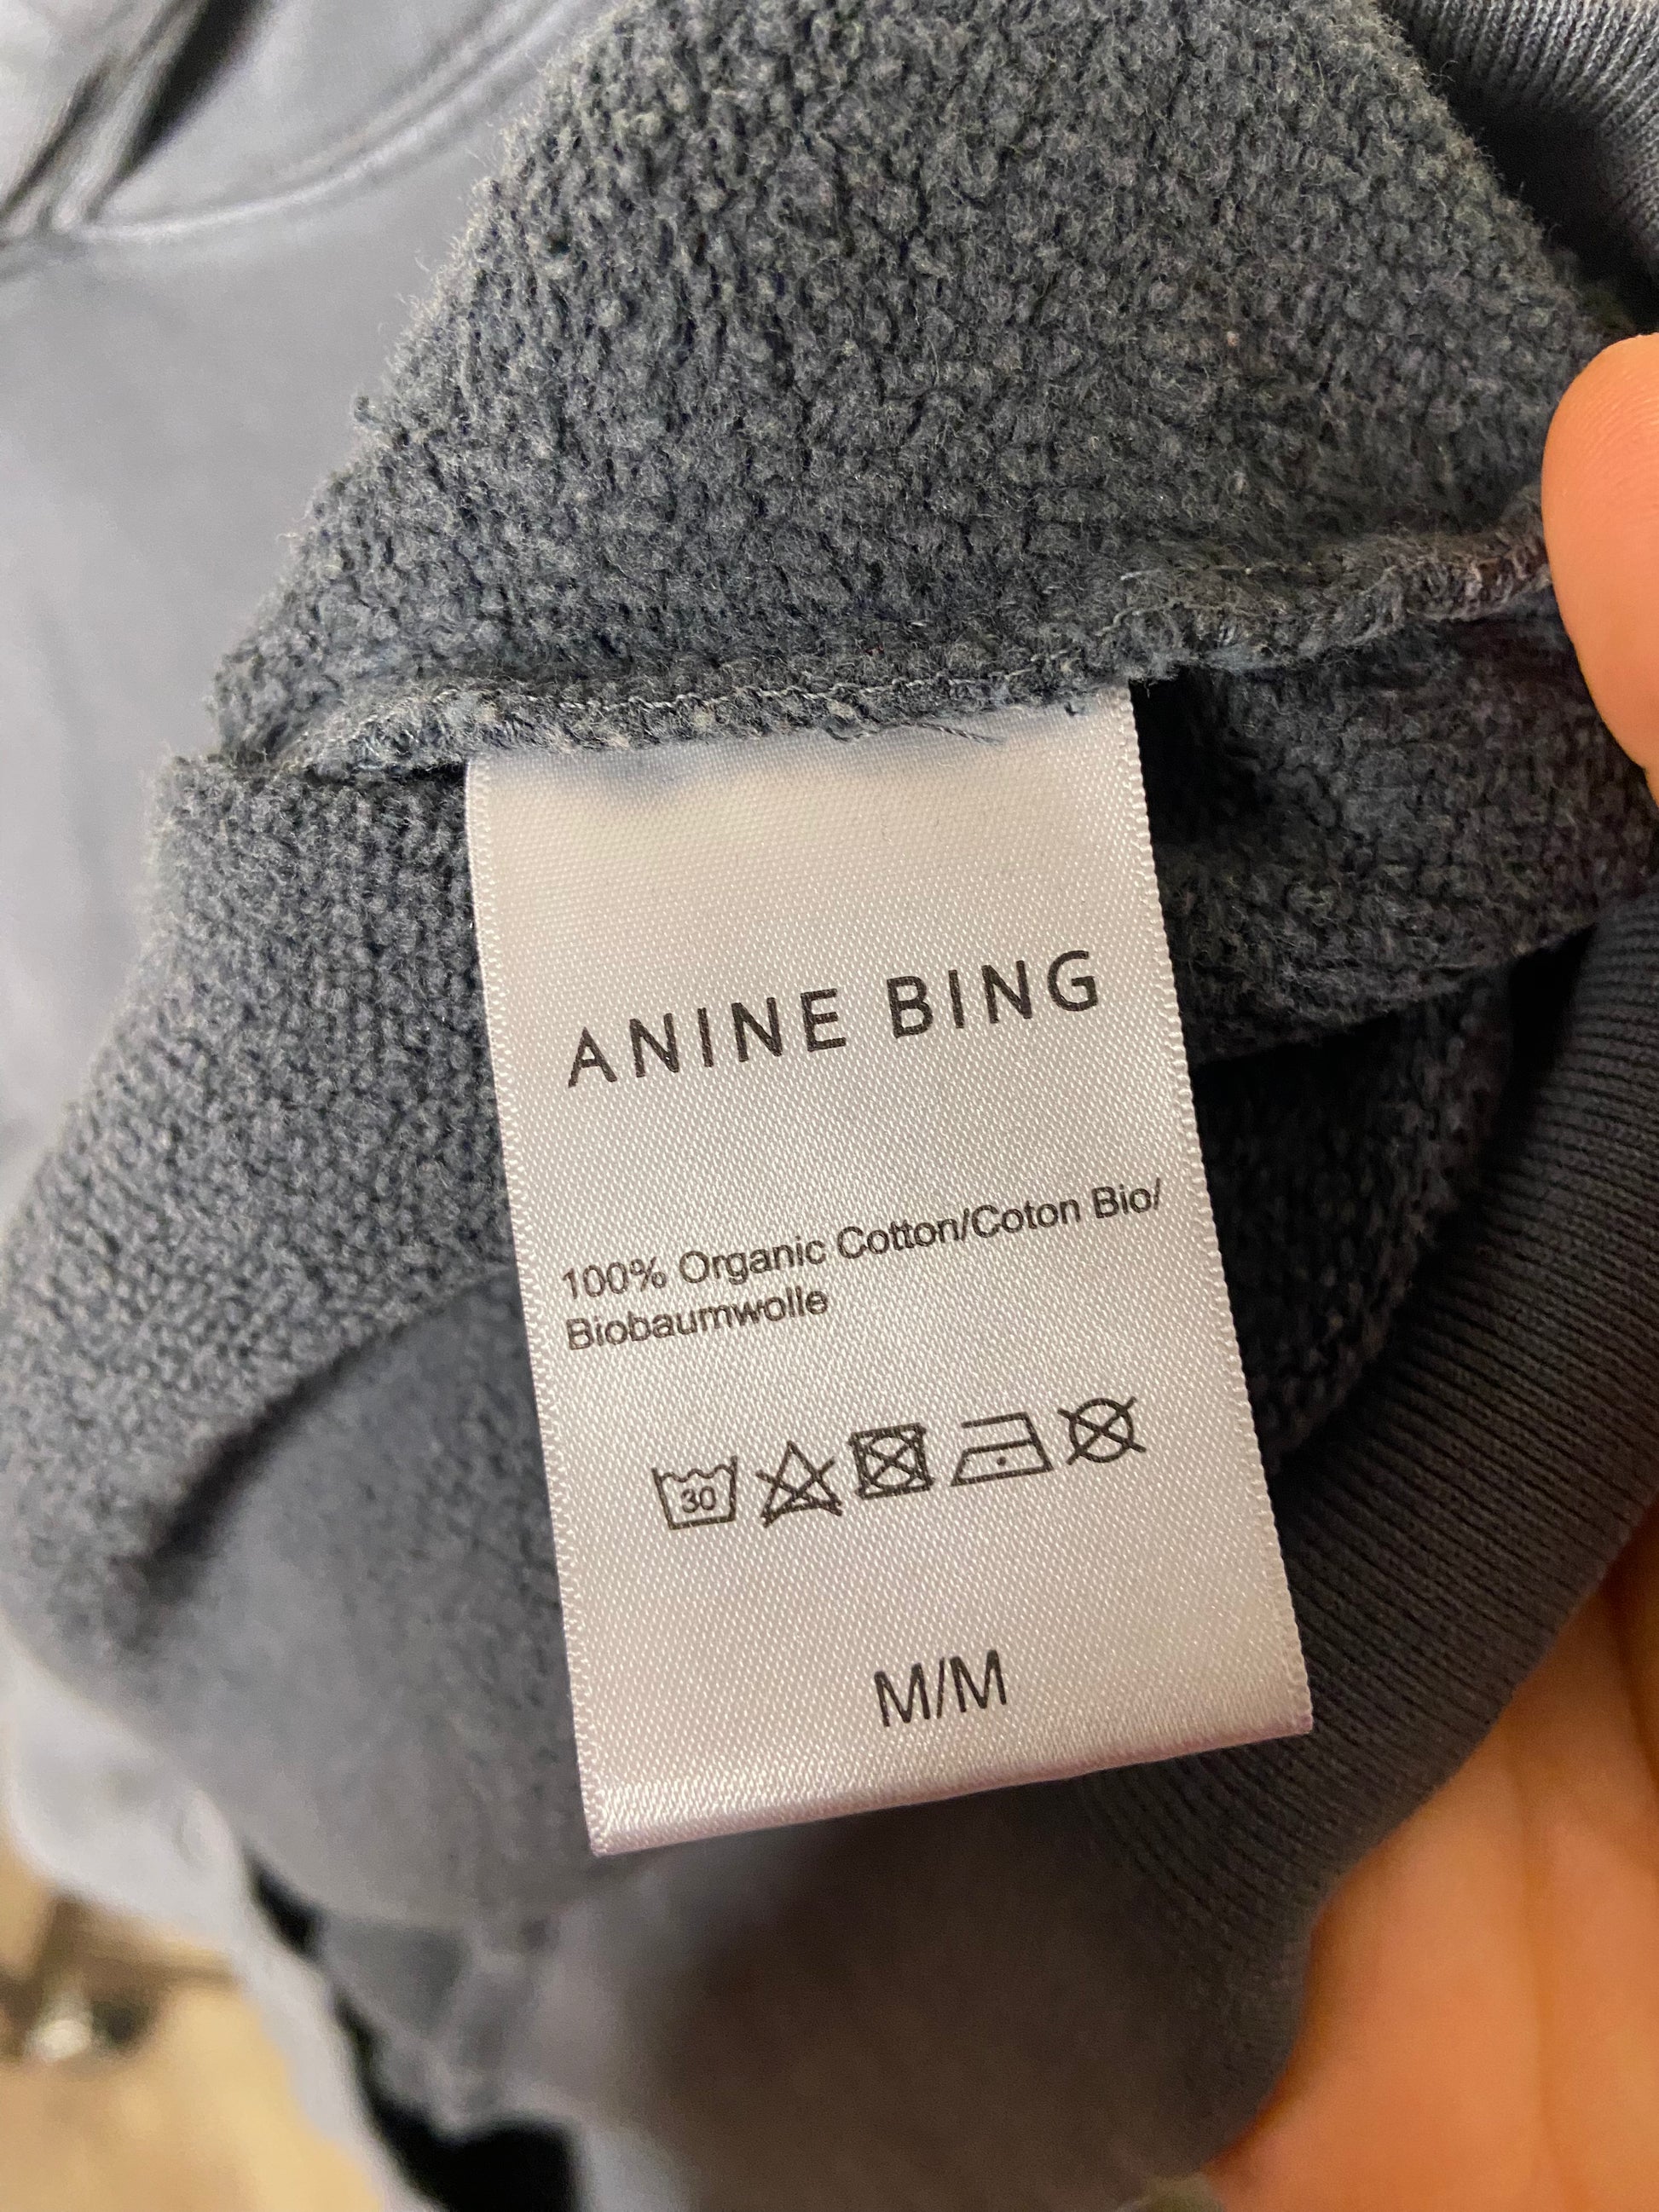 ANINE BING
100% Organic Cotton/Coton Bio/
Biobaumwolle
30
M/M